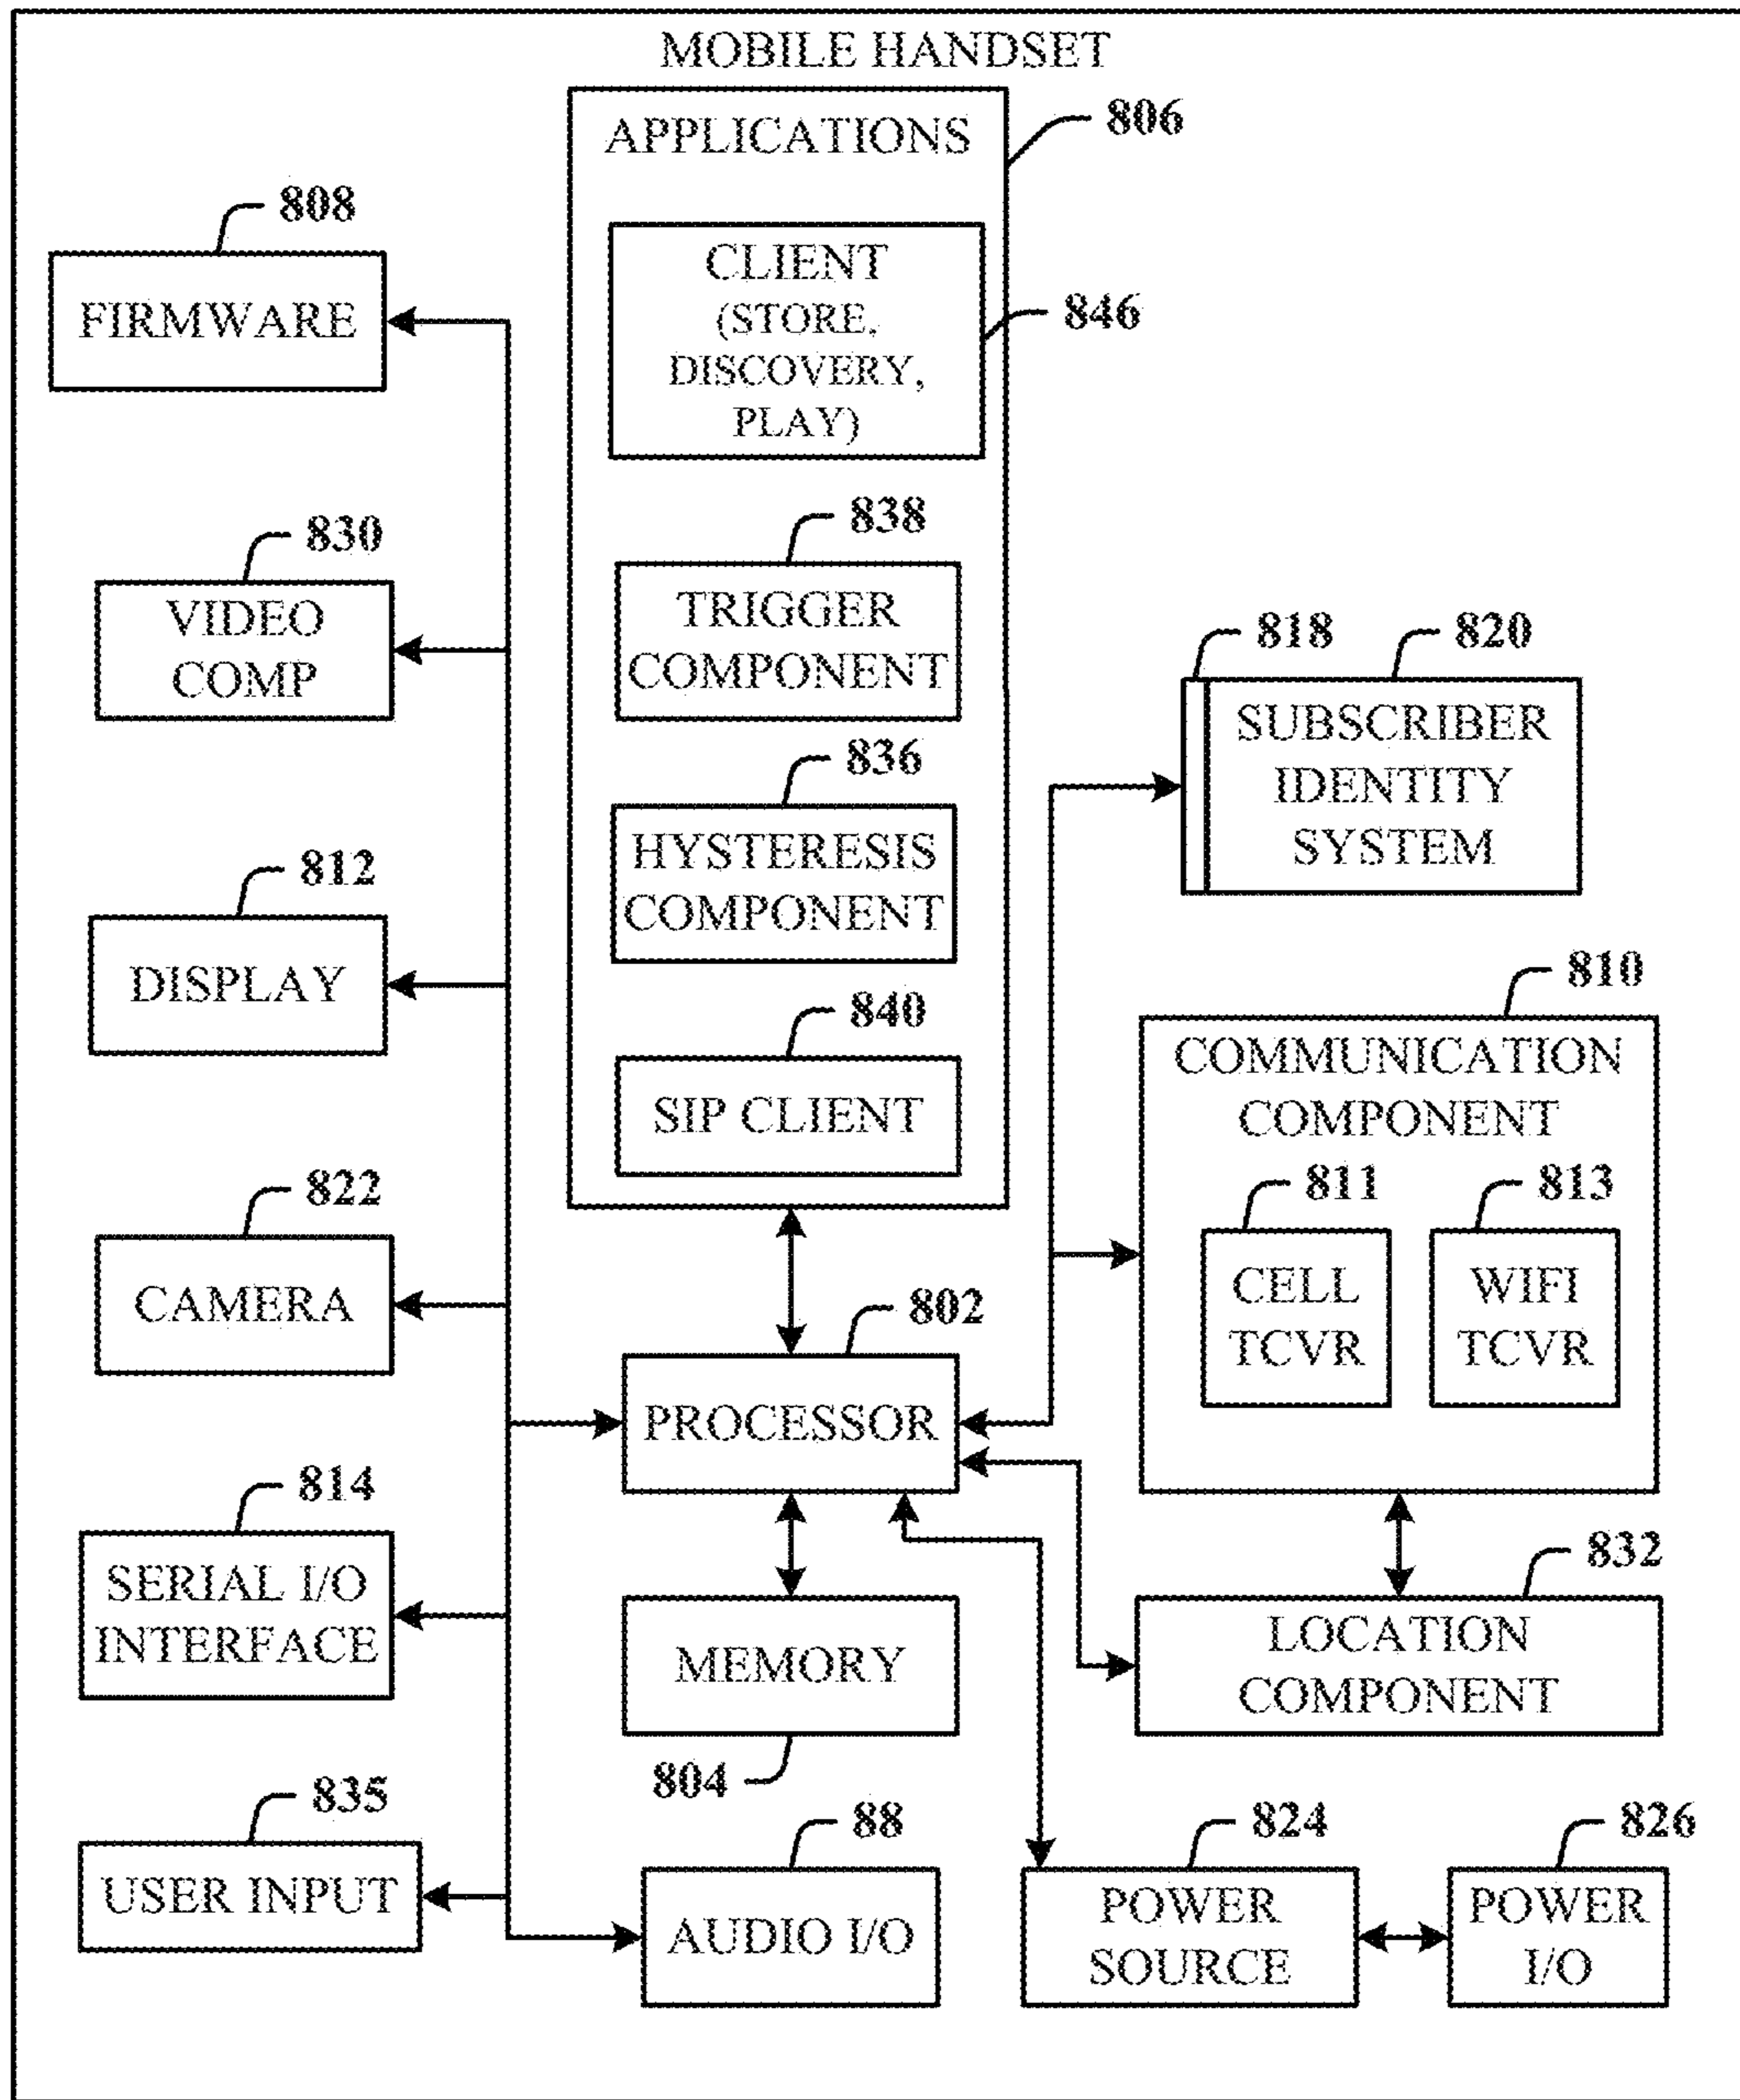 MOBILE HANDSET
806
APPLICATIONS
846
CLIENT
(STORE,
DISCOVERY,
PLAY)
838
TRIGGER
COMPONENT
836
HYSTERESIS
COMPONENT
840
SIP CLIENT
808
FIRMWARE
830
VIDEO
COMP
812
DISPLAY
822
CAMERA
814
SERIAL I/O
INTERFACE
835
USER INPUT
802
PROCESSOR
MEMORY
804
88
AUDIO I/O
818
820
SUBSCRIBER
IDENTITY
SYSTEM
810
COMMUNICATION
COMPONENT
811
CELL
TCVR
813
WIFI
TCVR
832
LOCATION
COMPONENT
824
POWER
SOURCE
826
POWER
I/O